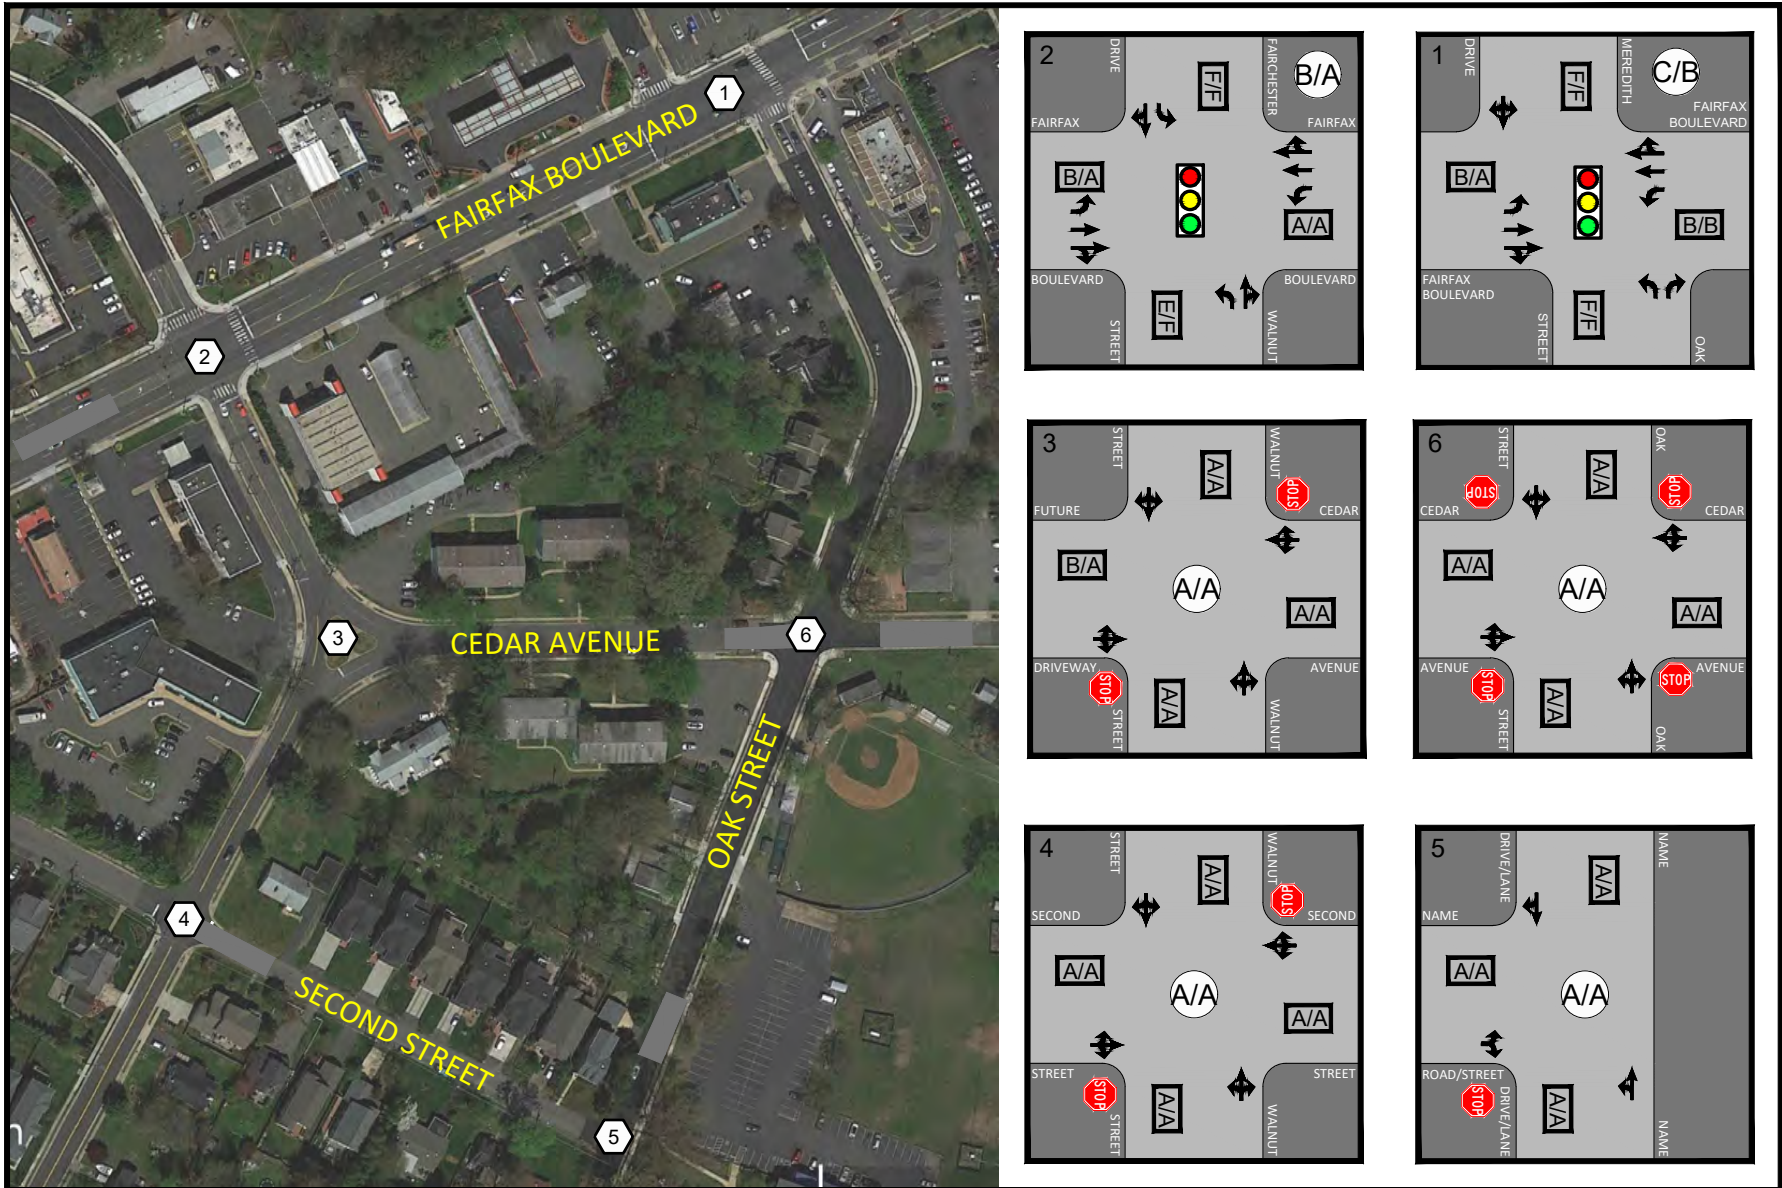 1
FAIRFAX BOULEVARD
2
3
CEDAR AVENUE
6
OAK STREET
4
SECOND STREET
5
2
DRIVE
F/F
FAIRCHESTER
B/A
FAIRFAX
FAIRFAX
B/A
A/A
BOULEVARD
BOULEVARD
STREET
E/F
WALNUT
1
DRIVE
F/F
MEREDITH
C/B
FAIRFAX
BOULEVARD
B/A
B/B
FAIRFAX
BOULEVARD
STREET
F/F
OAK
3
STREET
A/A
WALNUT
STOP
FUTURE
CEDAR
B/A
A/A
A/A
DRIVEWAY
AVENUE
STOP
STREET
A/A
WALNUT
6
STREET
A/A
OAK
STOP
STOP
CEDAR
CEDAR
A/A
A/A
A/A
AVENUE
AVENUE
STOP
STOP
STREET
A/A
OAK
4
STREET
A/A
WALNUT
STOP
SECOND
SECOND
A/A
A/A
A/A
STREET
STREET
STOP
STREET
A/A
WALNUT
5
DRIVE/LANE
A/A
NAME
NAME
A/A
A/A
ROAD/STREET
STOP
DRIVE/LANE
A/A
NAME